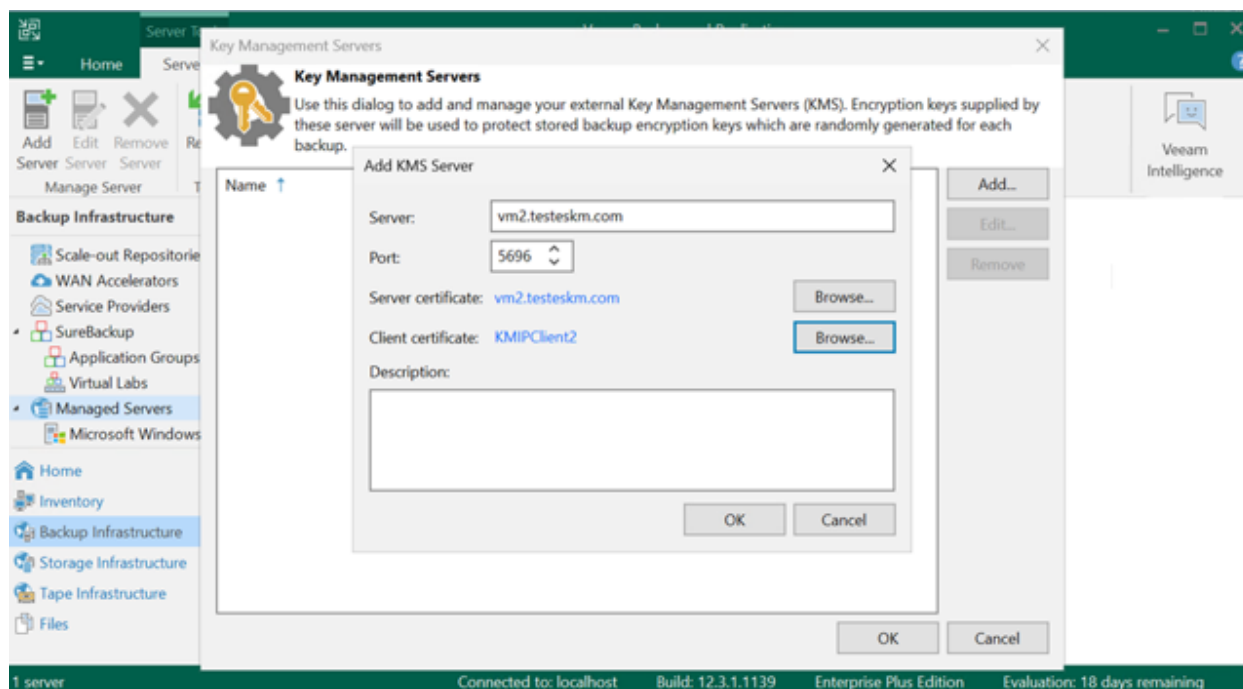 Server To
Home
Serve
Add Server
Edit Server
Remove Server
Re
Manage Server
T
Veeam Intelligence
Backup Infrastructure
Scale-out Repositorie
WAN Accelerators
Service Providers
SureBackup
Application Groups
Virtual Labs
Managed Servers
Microsoft Windows
Home
Inventory
Backup Infrastructure
Storage Infrastructure
Tape Infrastructure
Files
Key Management Servers
Key Management Servers
Use this dialog to add and manage your external Key Management Servers (KMS). Encryption keys supplied by
these server will be used to protect stored backup encryption keys which are randomly generated for each
backup.
Name
Add...
Edit...
Remove
Add KMS Server
Server: vm2.testeskm.com
Port: 5696
Server certificate: vm2.testeskm.com Browse...
Client certificate: KMIPClient2 Browse...
Description:
OK Cancel
OK Cancel
1 server Connected to: localhost Build: 12.3.1.1139 Enterprise Plus Edition Evaluation: 18 days remaining